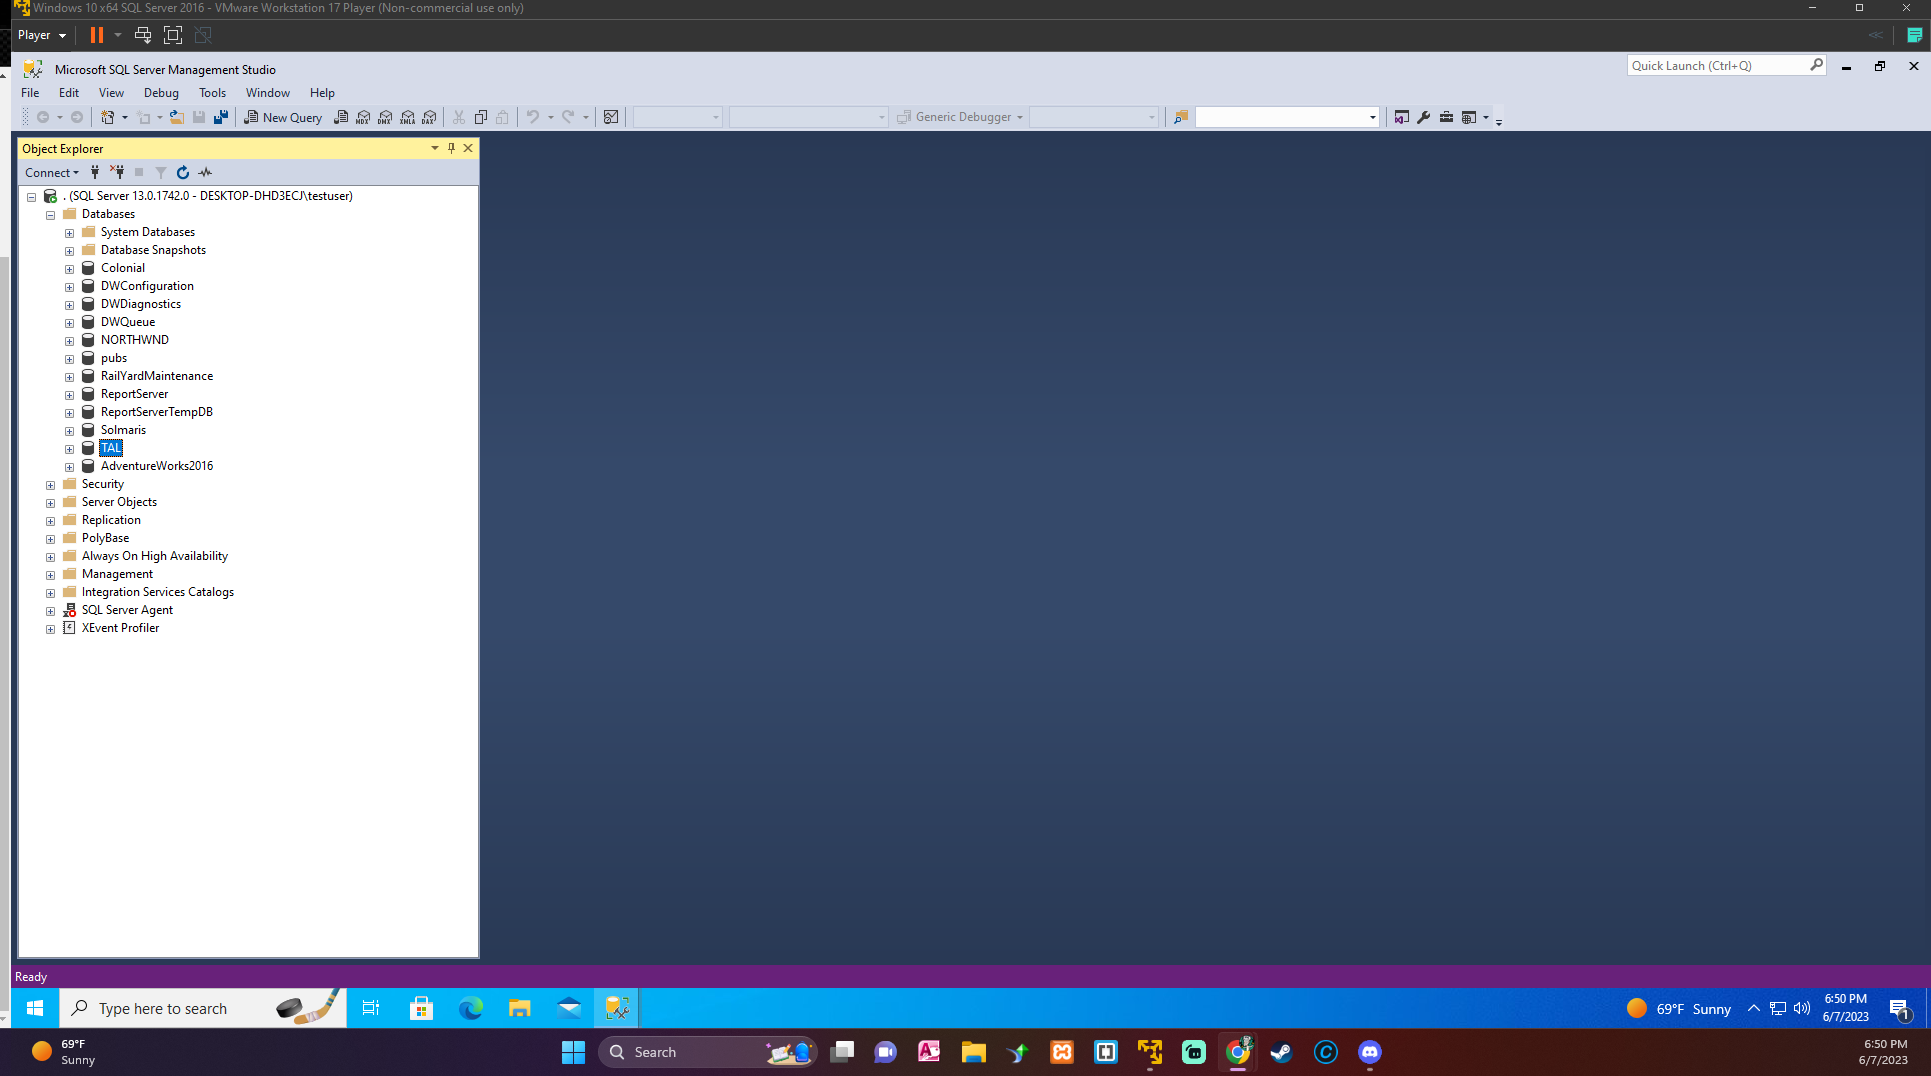 Windows 10 x64 SQL Server 2016 - VMware Workstation 17 Player (Non-commercial use only)
Player
Microsoft SQL Server Management Studio
Quick Launch (Ctrl+Q)
File Edit View Debug Tools Window Help
New Query MDX DMX XMLA DAX Generic Debugger
Object Explorer
Connect
. (SQL Server 13.0.1742.0 - DESKTOP-DHD3ECJ\testuser)
Databases
System Databases
Database Snapshots
Colonial
DWConfiguration
DWDiagnostics
DWQueue
NORTHWND
pubs
RailYardMaintenance
ReportServer
ReportServerTempDB
Solmaris
TAL
AdventureWorks2016
Security
Server Objects
Replication
PolyBase
Always On High Availability
Management
Integration Services Catalogs
SQL Server Agent
XEvent Profiler
Ready
Type here to search
69°F Sunny
6:50 PM
6/7/2023
1
69°F
Sunny
Search
6:50 PM
6/7/2023